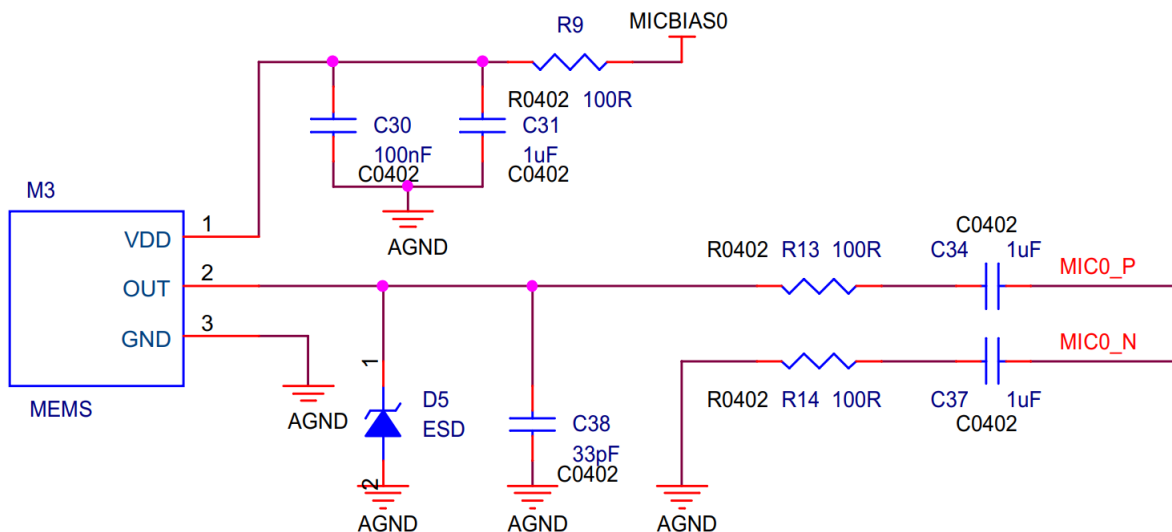 MICBIAS0
R9
R0402 100R
C30
100nF
C0402
C31
1uF
C0402
AGND
M3
VDD
1
OUT
2
GND
3
MEMS
AGND
1
D5
ESD
2
AGND
C38
33pF
C0402
AGND
R0402 R13 100R
C0402
C34 1uF
MIC0_P
MIC0_N
R0402 R14 100R
C37 1uF
C0402
AGND